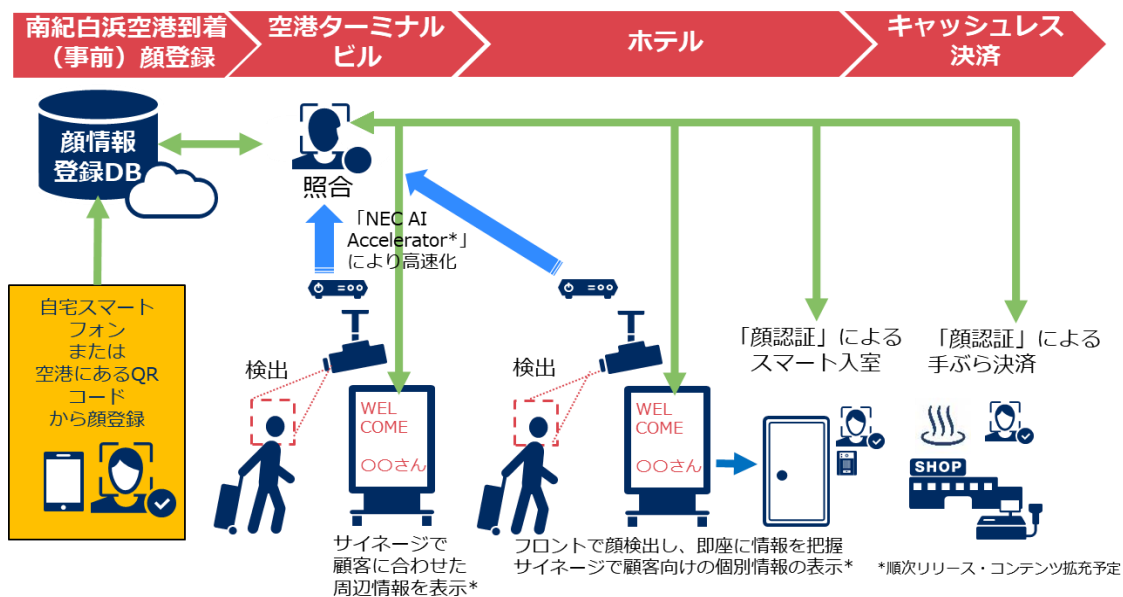 南紀白浜空港到着
（事前）顔登録
空港ターミナル
ビル
ホテル
キャッシュレス
決済
顔情報
登録DB
照合
「NEC AI
Accelerator*」
により高速化
自宅スマート
フォン
または
空港にあるQR
コード
から顔登録
検出
WEL
COME
〇〇さん
サイネージで
顧客に合わせた
周辺情報を表示*
検出
WEL
COME
〇〇さん
フロントで顔検出し、即座に情報を把握
サイネージで顧客向けの個別情報の表示*
「顔認証」による
スマート入室
「顔認証」による
手ぶら決済
SHOP
*順次リリース・コンテンツ拡充予定